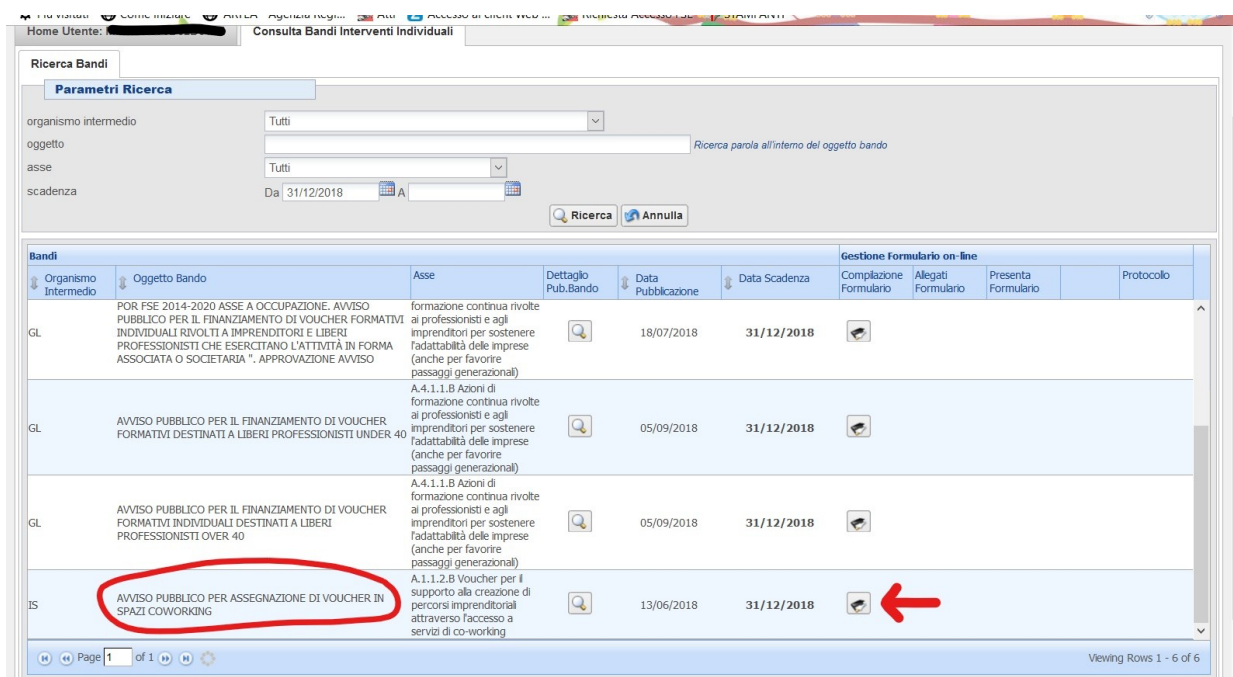 Home Utente:
Consulta Bandi Interventi Individuali
Ricerca Bandi
Parametri Ricerca
organismo intermedio Tutti
oggetto Ricerca parola all'interno del oggetto bando
asse Tutti
scadenza Da 31/12/2018 A
Ricerca Annulla
Bandi Gestione Formulario on-line
Organismo Intermedio Oggetto Bando Asse Dettaglio Pub.Bando Data Pubblicazione Data Scadenza Compilazione Formulario Allegati Formulario Presenta Formulario Protocollo
GL
POR FSE 2014-2020 ASSE A OCCUPAZIONE. AVVISO
PUBBLICO PER IL FINANZIAMENTO DI VOUCHER FORMATIVI
INDIVIDUALI RIVOLTI A IMPRENDITORI E LIBERI
PROFESSIONISTI CHE ESERCITANO L'ATTIVITÀ IN FORMA
ASSOCIATA O SOCIETARIA ". APPROVAZIONE AVVISO
formazione continua rivolte
ai professionisti e agli
imprenditori per sostenere
l'adattabilità delle imprese
(anche per favorire
passaggi generazionali)
18/07/2018 31/12/2018
GL
AVVISO PUBBLICO PER IL FINANZIAMENTO DI VOUCHER
FORMATIVI DESTINATI A LIBERI PROFESSIONISTI UNDER 40
A.4.1.1.B Azioni di
formazione continua rivolte
ai professionisti e agli
imprenditori per sostenere
l'adattabilità delle imprese
(anche per favorire
passaggi generazionali)
05/09/2018 31/12/2018
GL
AVVISO PUBBLICO PER IL FINANZIAMENTO DI VOUCHER
FORMATIVI INDIVIDUALI DESTINATI A LIBERI
PROFESSIONISTI OVER 40
A.4.1.1.B Azioni di
formazione continua rivolte
ai professionisti e agli
imprenditori per sostenere
l'adattabilità delle imprese
(anche per favorire
passaggi generazionali)
05/09/2018 31/12/2018
IS
AVVISO PUBBLICO PER ASSEGNAZIONE DI VOUCHER IN
SPAZI COWORKING
A.1.1.2.B Voucher per il
supporto alla creazione di
percorsi imprenditoriali
attraverso l'accesso a
servizi di co-working
13/06/2018 31/12/2018
Page 1 of 1 Viewing Rows 1 - 6 of 6